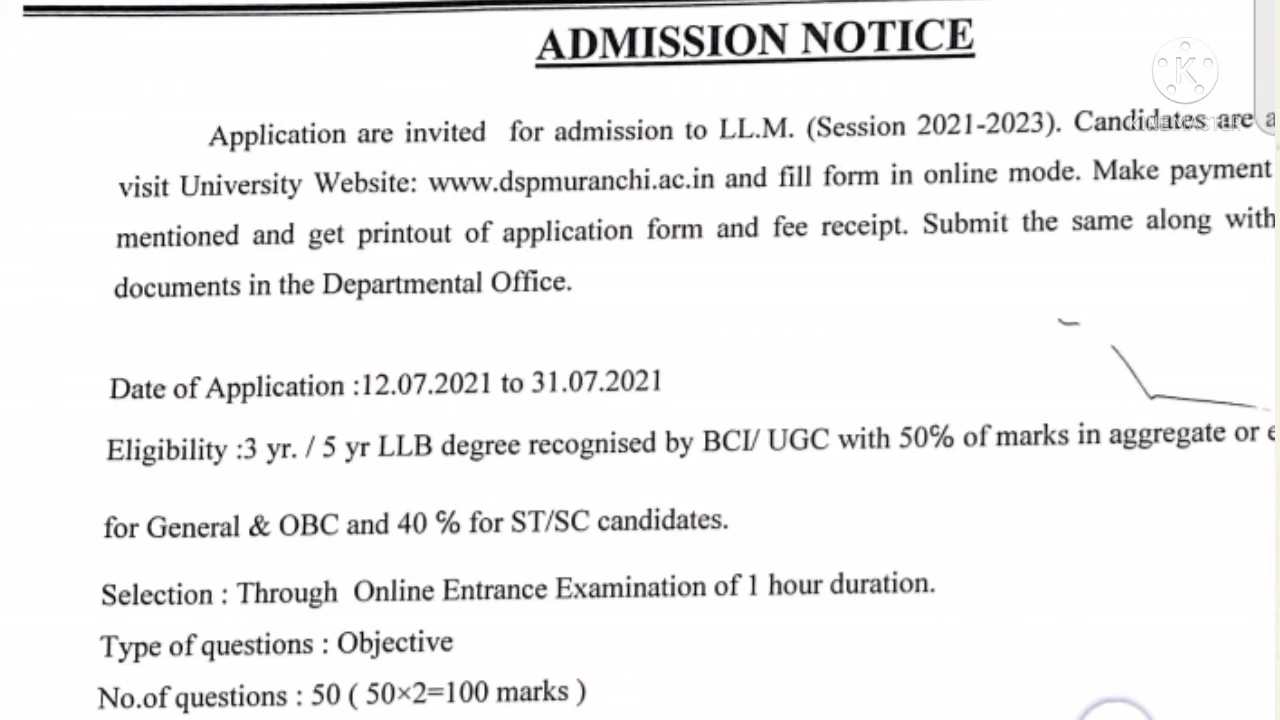 ADMISSION NOTICE
Application are invited for admission to LL.M. (Session 2021-2023). Candidates are
visit University Website: www.dspmuranchi.ac.in and fill form in online mode. Make payment
mentioned and get printout of application form and fee receipt. Submit the same along with
documents in the Departmental Office.
Date of Application :12.07.2021 to 31.07.2021
Eligibility :3 yr. / 5 yr LLB degree recognised by BCI/ UGC with 50% of marks in aggregate or
for General & OBC and 40 % for ST/SC candidates.
Selection : Through Online Entrance Examination of 1 hour duration.
Type of questions : Objective
No.of questions : 50 ( 50×2=100 marks )
K
KINEMASTER